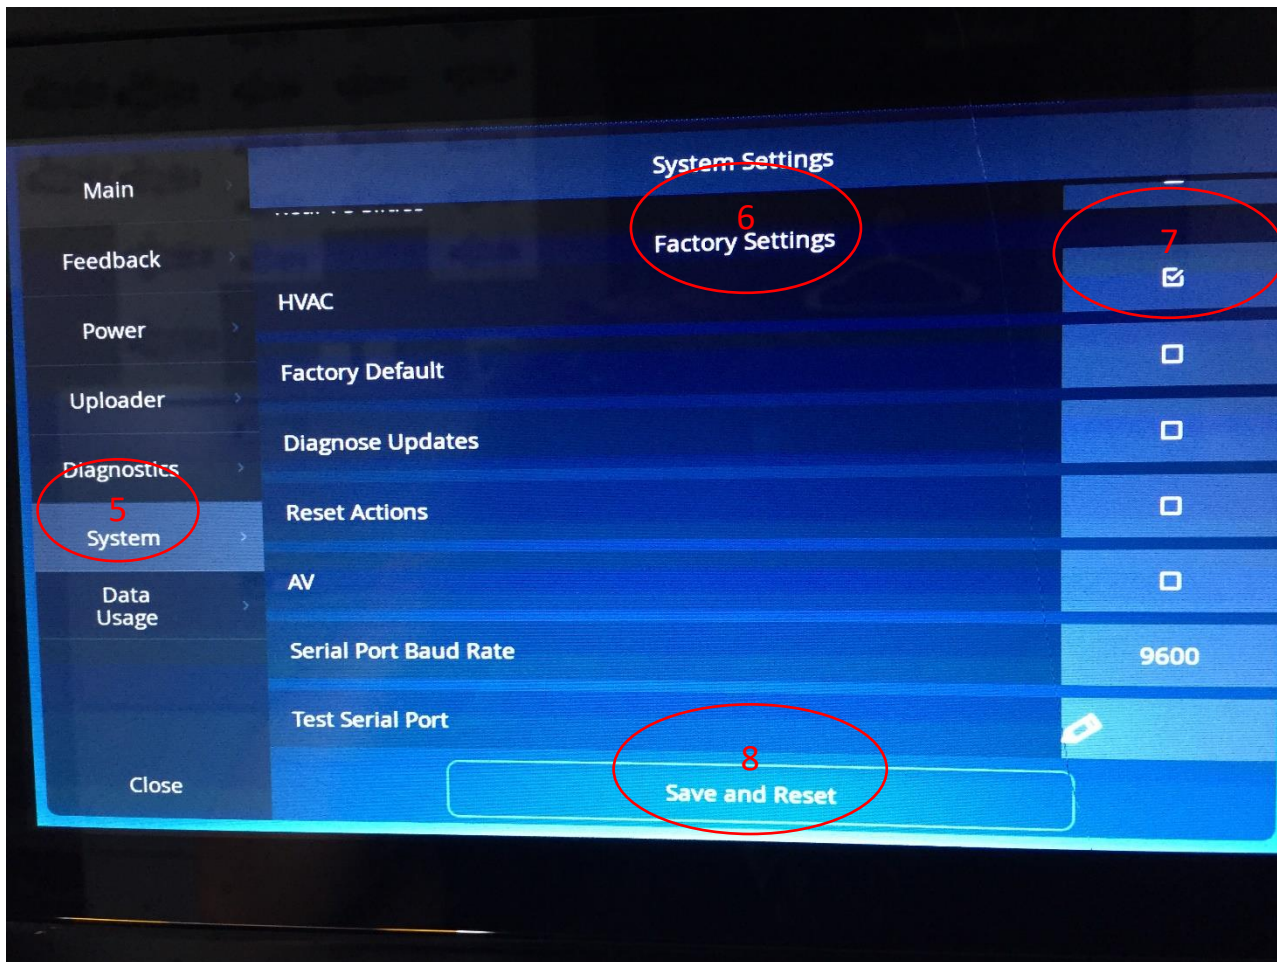 System Settings
Main
6
7
Factory Settings
Feedback
HVAC
Power
Factory Default
Uploader
Diagnose Updates
Diagnostics
5
Reset Actions
System
AV
Data
Usage
Serial Port Baud Rate
9600
Test Serial Port
8
Close
Save and Reset